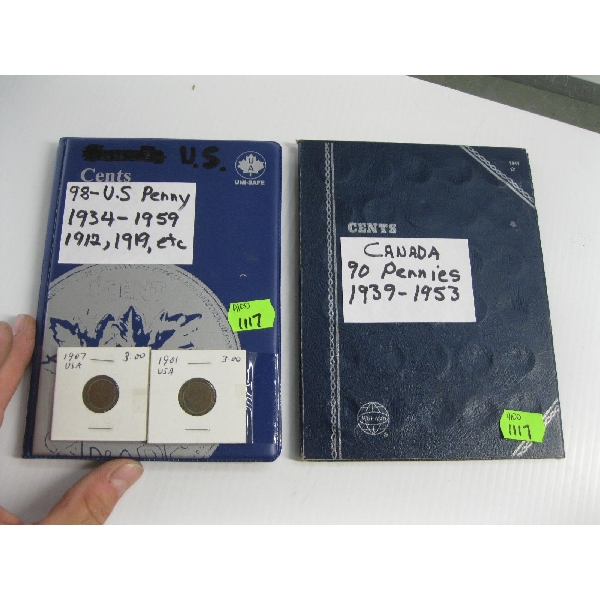 U.S.
Cents
UNI-SAFE
98-U.S Penny
1934-1959
1912, 1919, etc
1117
1907 3.00
USA
1901 3.00
USA
CENTS
CANADA
90 Pennies
1939-1953
1117